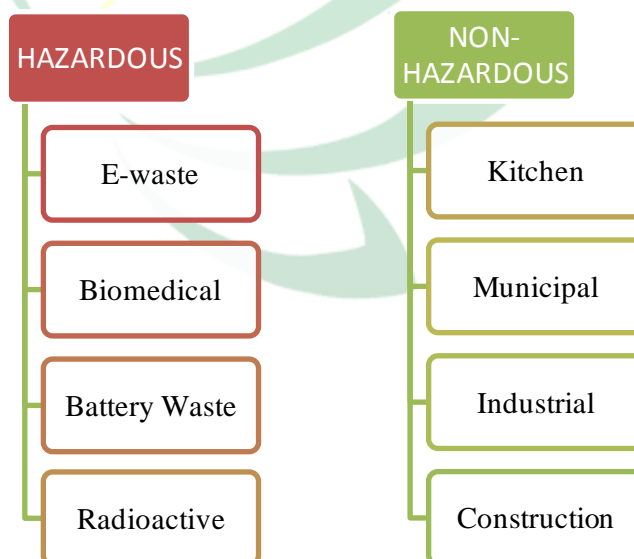 HAZARDOUS
E-waste
Biomedical
Battery Waste
Radioactive
NON-
HAZARDOUS
Kitchen
Municipal
Industrial
Construction